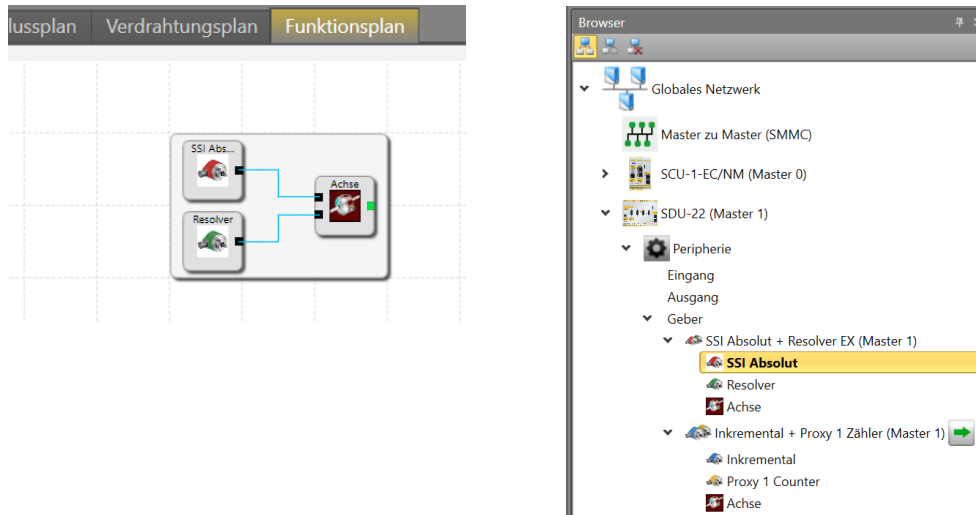 lussplan Verdrahtungsplan Funktionsplan
SSI Abs...
Achse
Resolver
Browser
Globales Netzwerk
Master zu Master (SMMC)
SCU-1-EC/NM (Master 0)
SDU-22 (Master 1)
Peripherie
Eingang
Ausgang
Geber
SSI Absolut + Resolver EX (Master 1)
SSI Absolut
Resolver
Achse
Inkremental + Proxy 1 Zähler (Master 1)
Inkremental
Proxy 1 Counter
Achse